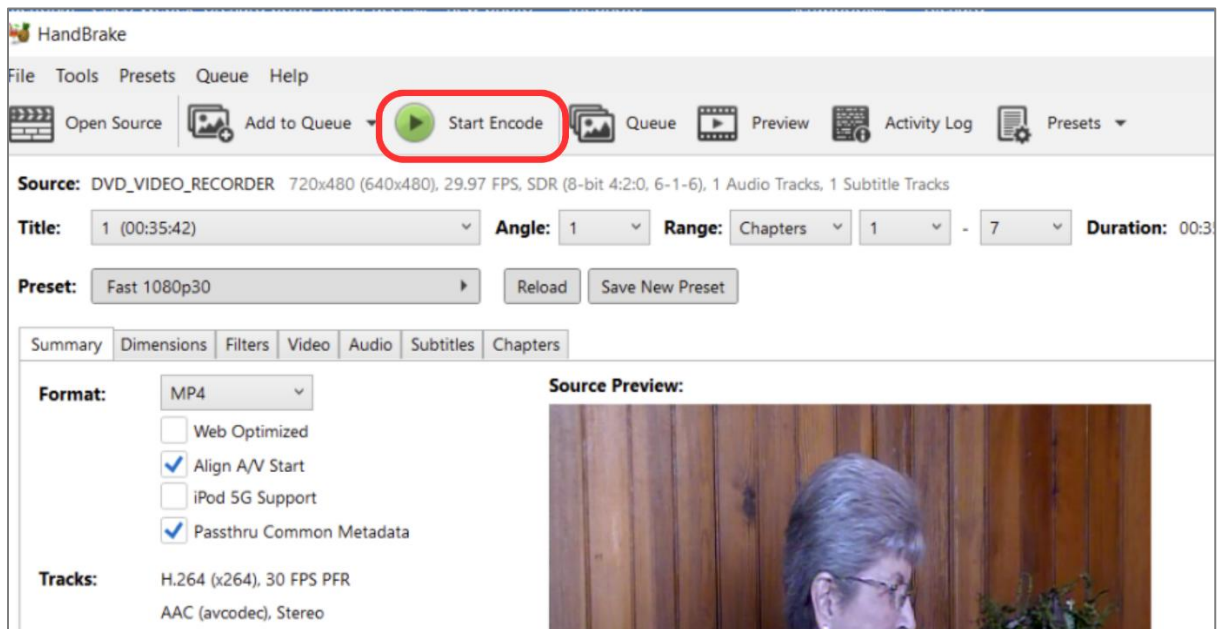 HandBrake
File Tools Presets Queue Help
Open Source Add to Queue Start Encode Queue Preview Activity Log Presets
Source: DVD_VIDEO_RECORDER 720x480 (640x480), 29.97 FPS, SDR (8-bit 4:2:0, 6-1-6), 1 Audio Tracks, 1 Subtitle Tracks
Title: 1 (00:35:42) Angle: 1 Range: Chapters 1 - 7 Duration: 00:3
Preset: Fast 1080p30 Reload Save New Preset
Summary Dimensions Filters Video Audio Subtitles Chapters
Format: MP4 Source Preview:
Web Optimized
Align A/V Start
iPod 5G Support
Passthru Common Metadata
Tracks: H.264 (x264), 30 FPS PFR
AAC (avcodec), Stereo